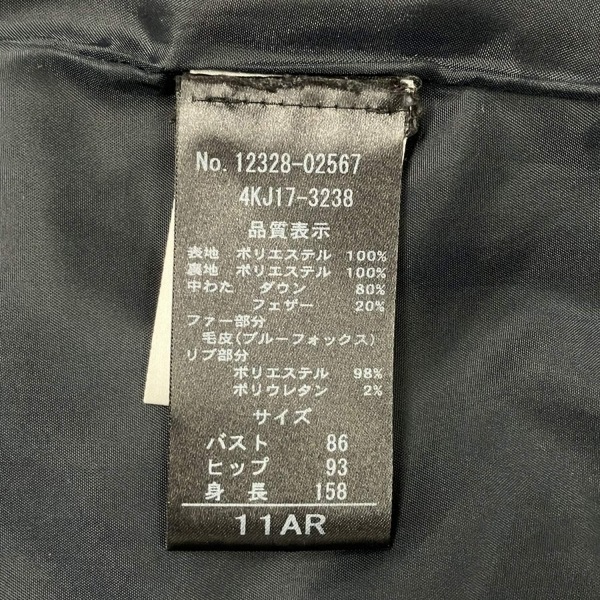 No. 12328-02567
4KJ17-3238
品質表示
表地 ポリエステル 100%
裏地 ポリエステル 100%
中わた ダウン 80%
フェザー 20%
ファー部分
毛皮(ブルーフォックス)
リブ部分
ポリエステル 98%
ポリウレタン 2%
サイズ
バスト 86
ヒップ 93
身長 158
11AR